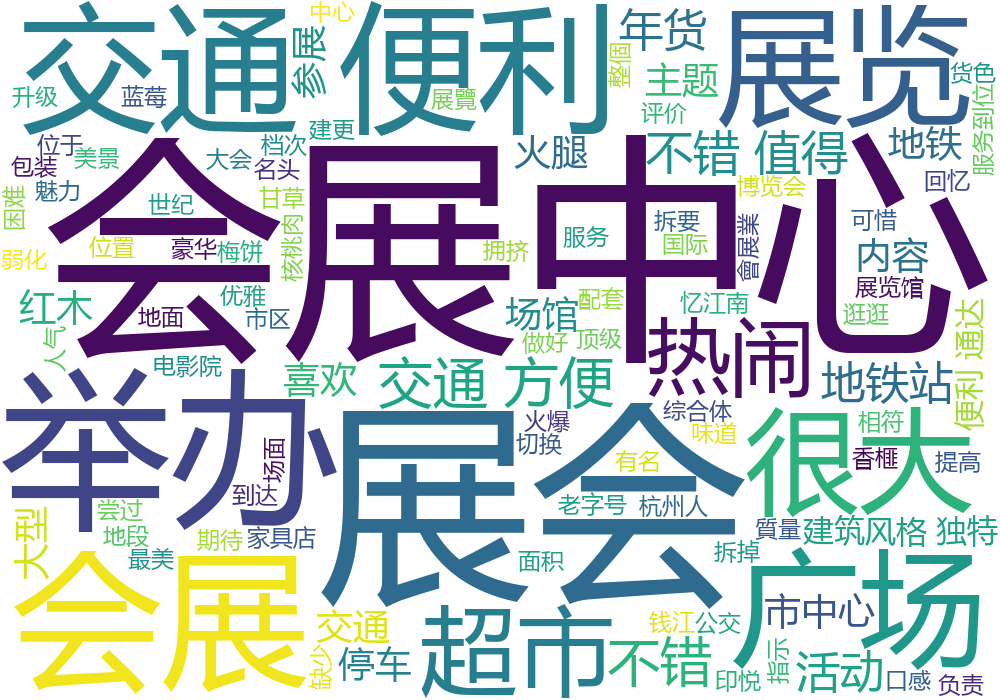 中心
交通 便利
参展
年货
整個
展览
主题
货色
升级
蓝莓
展覽
评价
服务到位
建更
位于
档次
火腿
不错 值得
地铁
包装
美景
大会
名头
困难
魅力
甘草
博览会
回忆
世纪
会展中心
核桃肉
服务
拆要
會展業
可惜
弱化
位置
豪华
梅饼
拥挤
国际
内容
优雅
配套
忆江南
展览馆
红木
地面
市区
场馆
逛逛
便利 通达
人气
做好
顶级
热闹
电影院
喜欢
交通 方便
地铁站
举办
场面
火爆
综合体
很大
相符
切换
味道
展会
有名
香榧
提高
到达
尝过
老字号
杭州人
大型
地段
期待
家具店
質量
建筑风格 独特
最美
面积
拆掉
会展
广场
市中心
交通
超市
钱江
公交
缺少
停车
不错
指示
活动
印悦
口感
负责